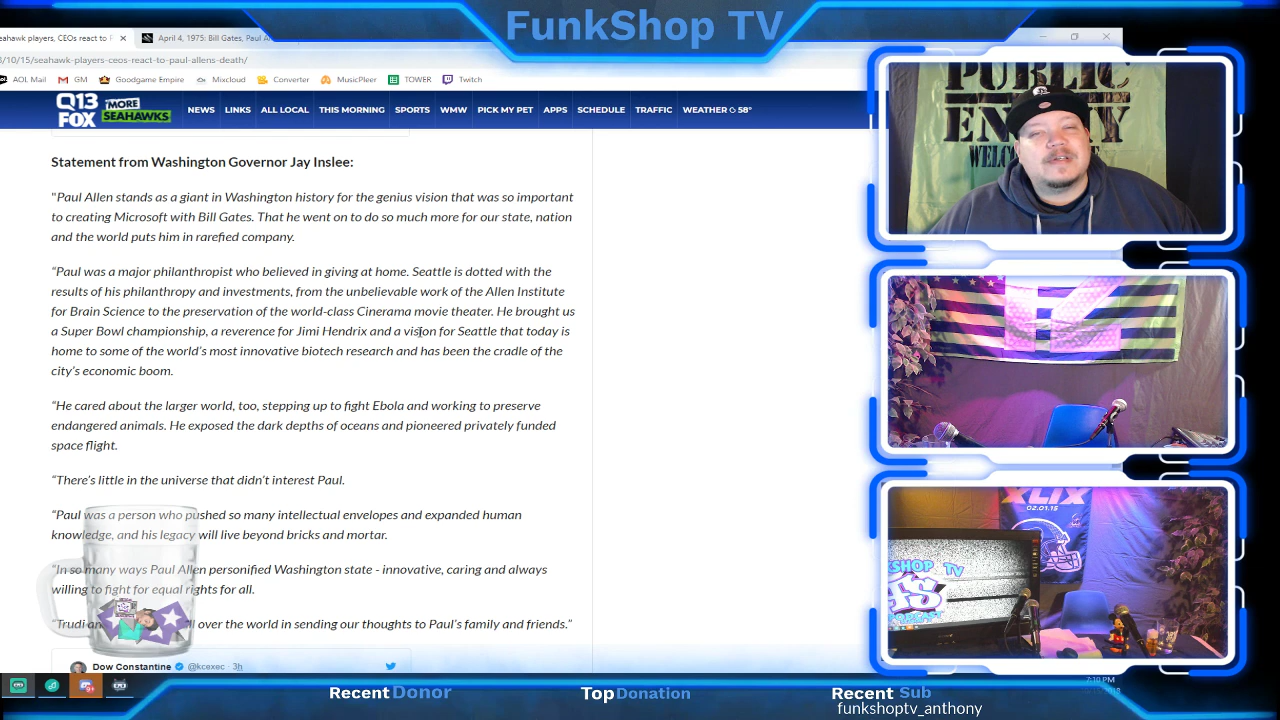 FunkShop TV
eahawk players, CEOs react to P
April 4, 1975: Bill Gates, Paul A
/10/15/seahawk-players-ceos-react-to-paul-allens-death/
AOL Mail GM Goodgame Empire Mixcloud Converter MusicPleer TOWER Twitch
Q13 FOX MORE SEAHAWKS
NEWS LINKS ALL LOCAL THIS MORNING SPORTS WMW PICK MY PET APPS SCHEDULE TRAFFIC WEATHER 58°
Statement from Washington Governor Jay Inslee:
"Paul Allen stands as a giant in Washington history for the genius vision that was so important
to creating Microsoft with Bill Gates. That he went on to do so much more for our state, nation
and the world puts him in rarefied company.
“Paul was a major philanthropist who believed in giving at home. Seattle is dotted with the
results of his philanthropy and investments, from the unbelievable work of the Allen Institute
for Brain Science to the preservation of the world-class Cinerama movie theater. He brought us
a Super Bowl championship, a reverence for Jimi Hendrix and a vision for Seattle that today is
home to some of the world’s most innovative biotech research and has been the cradle of the
city’s economic boom.
“He cared about the larger world, too, stepping up to fight Ebola and working to preserve
endangered animals. He exposed the dark depths of oceans and pioneered privately funded
space flight.
“There’s little in the universe that didn’t interest Paul.
“Paul was a person who pushed so many intellectual envelopes and expanded human
knowledge, and his legacy will live beyond bricks and mortar.
“In so many ways Paul Allen personified Washington state - innovative, caring and always
willing to fight for equal rights for all.
“Trudi an l over the world in sending our thoughts to Paul’s family and friends.”
Dow Constantine @kcexec · 3h
PUBLIC
ENEMY
XLIX
02.01.15
KSHOP TV
7:10 PM
Recent Donor
Top Donation
Recent Sub
funkshoptv_anthony